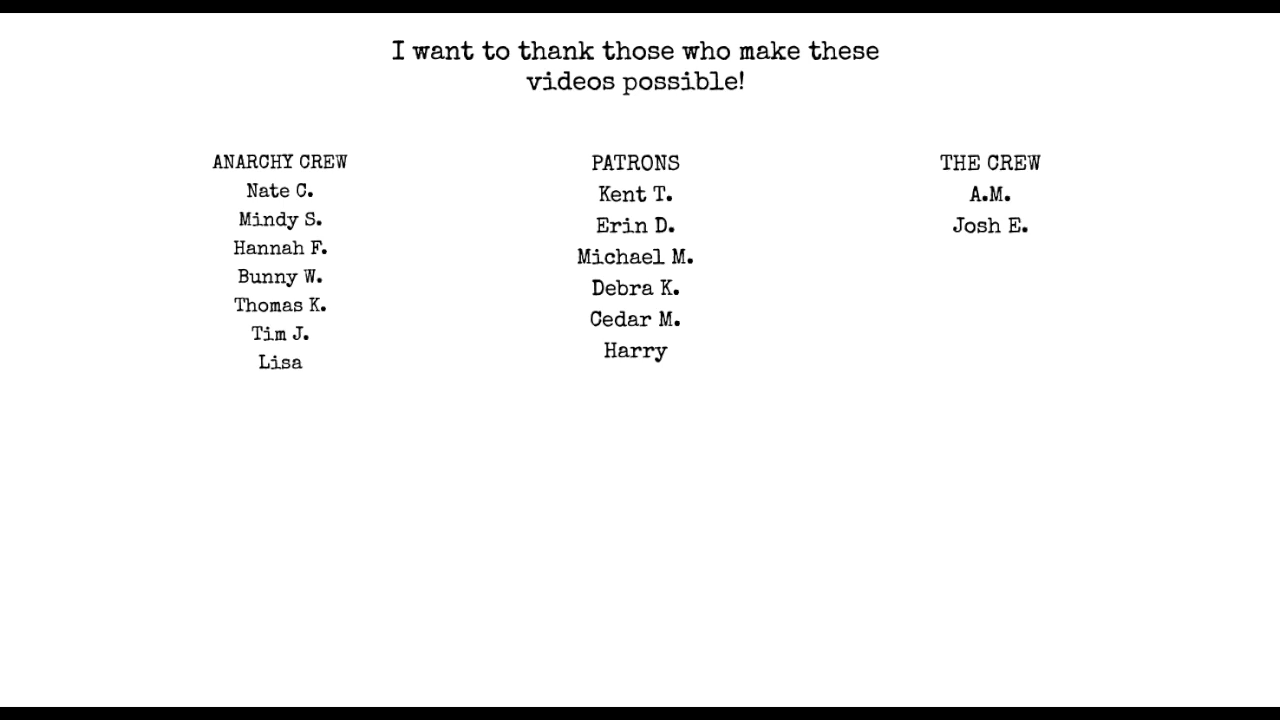 I want to thank those who make these
videos possible!
ANARCHY CREW
Nate C.
Mindy S.
Hannah F.
Bunny W.
Thomas K.
Tim J.
Lisa
PATRONS
Kent T.
Erin D.
Michael M.
Debra K.
Cedar M.
Harry
THE CREW
A.M.
Josh E.